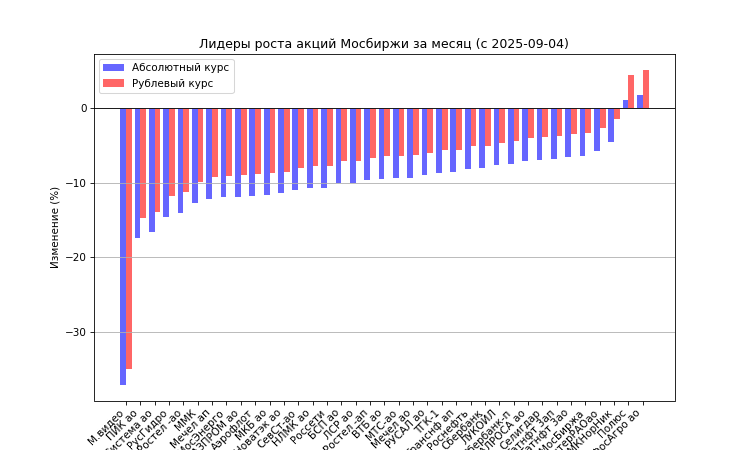 Лидеры роста акций Мосбиржи за месяц (с 2025-09-04)
Абсолютный курс
Рублевый курс
Изменение (%)
0
−10
−20
−30
М.видео
ПИК ао
Система ао
РусГидро
Ростел -ао
ММК
Мечел ап
МосЭнерго
ГАЗПРОМ ао
Аэрофлот
МКБ ао
Новатэк ао
СевСт-ао
НЛМК ао
Россети
БСП ао
ЛСР ао
Ростел -ап
ВТБ ао
МТС-ао
Мечел ао
РУСАЛ ао
ТГК-1
Транснф ап
Роснефть
Сбербанк
ЛУКОЙЛ
Сбербанк-п
АЛРОСА ао
Селигдар
Татнфт 3ап
Татнфт 3ао
МосБиржа
ИнтерРАОао
ГМКНорНик
Полюс
ФосАгро ао